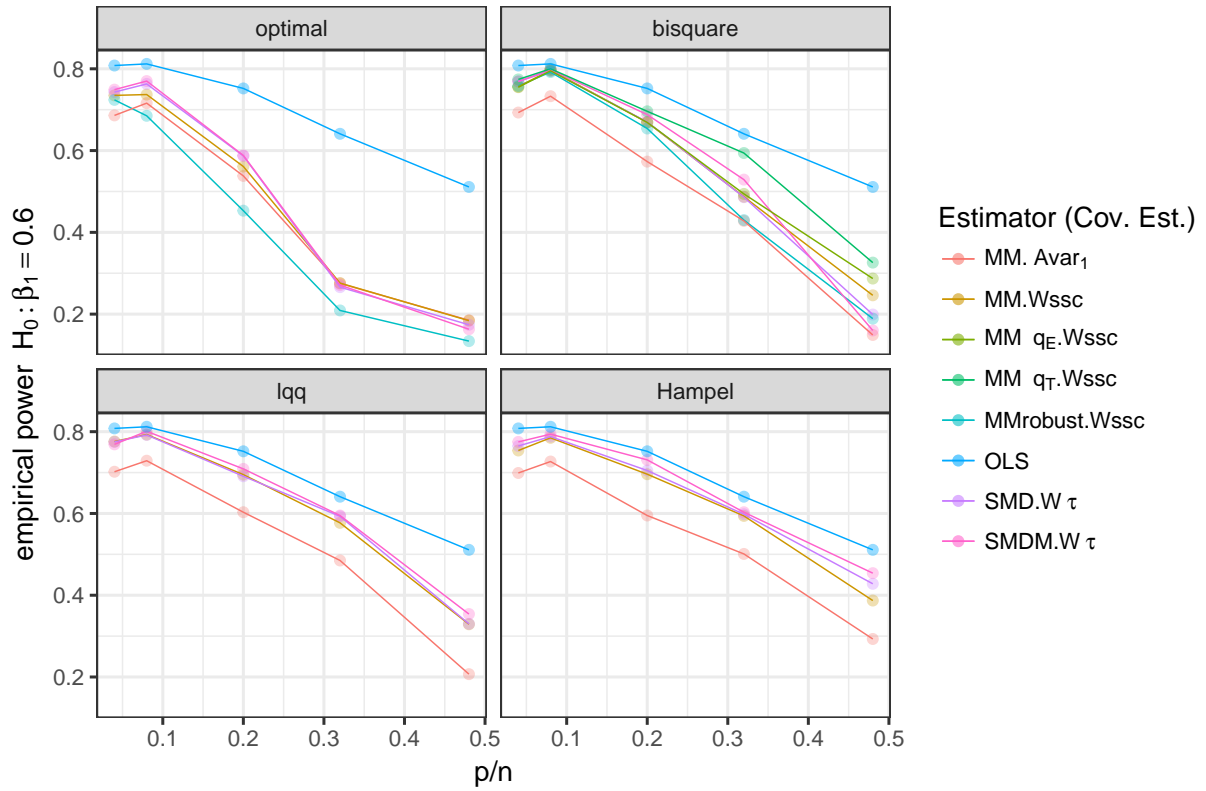 optimal
bisquare
0.8
0.6
0.4
0.2
lqq
Hampel
0.8
0.6
0.4
0.2
0.1 0.2 0.3 0.4 0.5
0.1 0.2 0.3 0.4 0.5
p/n
empirical power H₀ : β₁ = 0.6
Estimator (Cov. Est.)
MM. Avar₁
MM.Wssc
MM q_E.Wssc
MM q_T.Wssc
MMrobust.Wssc
OLS
SMD.W τ
SMDM.W τ